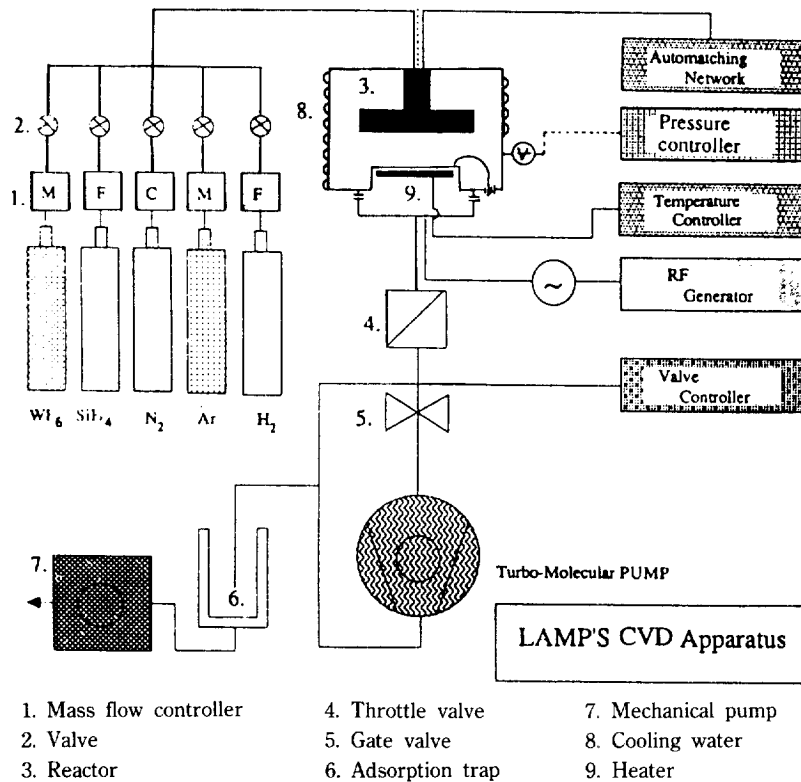 Automatching
Network
3.
8.
2.
Pressure
controller
9.
1.
M F C M F
Temperature
Controller
4.
~
RF
Generator
5.
Valve
Controller
WF₆ SiH₄ N₂ Ar H₂
7.
6.
Turbo-Molecular PUMP
LAMP'S CVD Apparatus
1. Mass flow controller
2. Valve
3. Reactor
4. Throttle valve
5. Gate valve
6. Adsorption trap
7. Mechanical pump
8. Cooling water
9. Heater